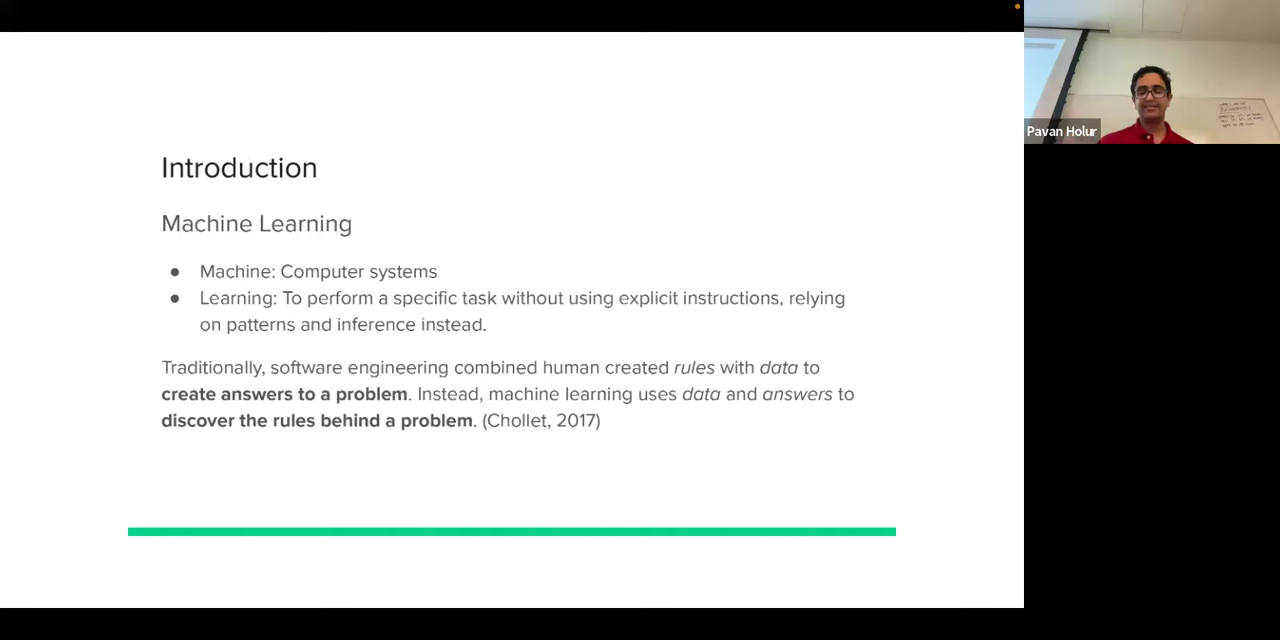 Introduction
Machine Learning
● Machine: Computer systems
● Learning: To perform a specific task without using explicit instructions, relying
on patterns and inference instead.
Traditionally, software engineering combined human created rules with data to
create answers to a problem. Instead, machine learning uses data and answers to
discover the rules behind a problem. (Chollet, 2017)
Pavan Holur